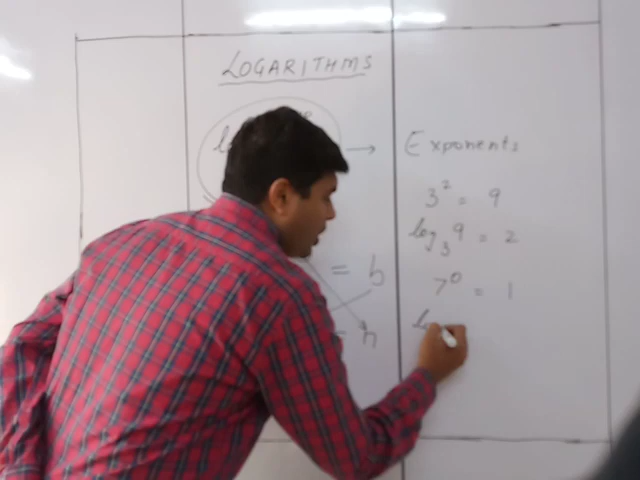 LOGARITHMS
→ Exponents
3² = 9
log₃ 9 = 2
= b
7⁰ = 1
= n